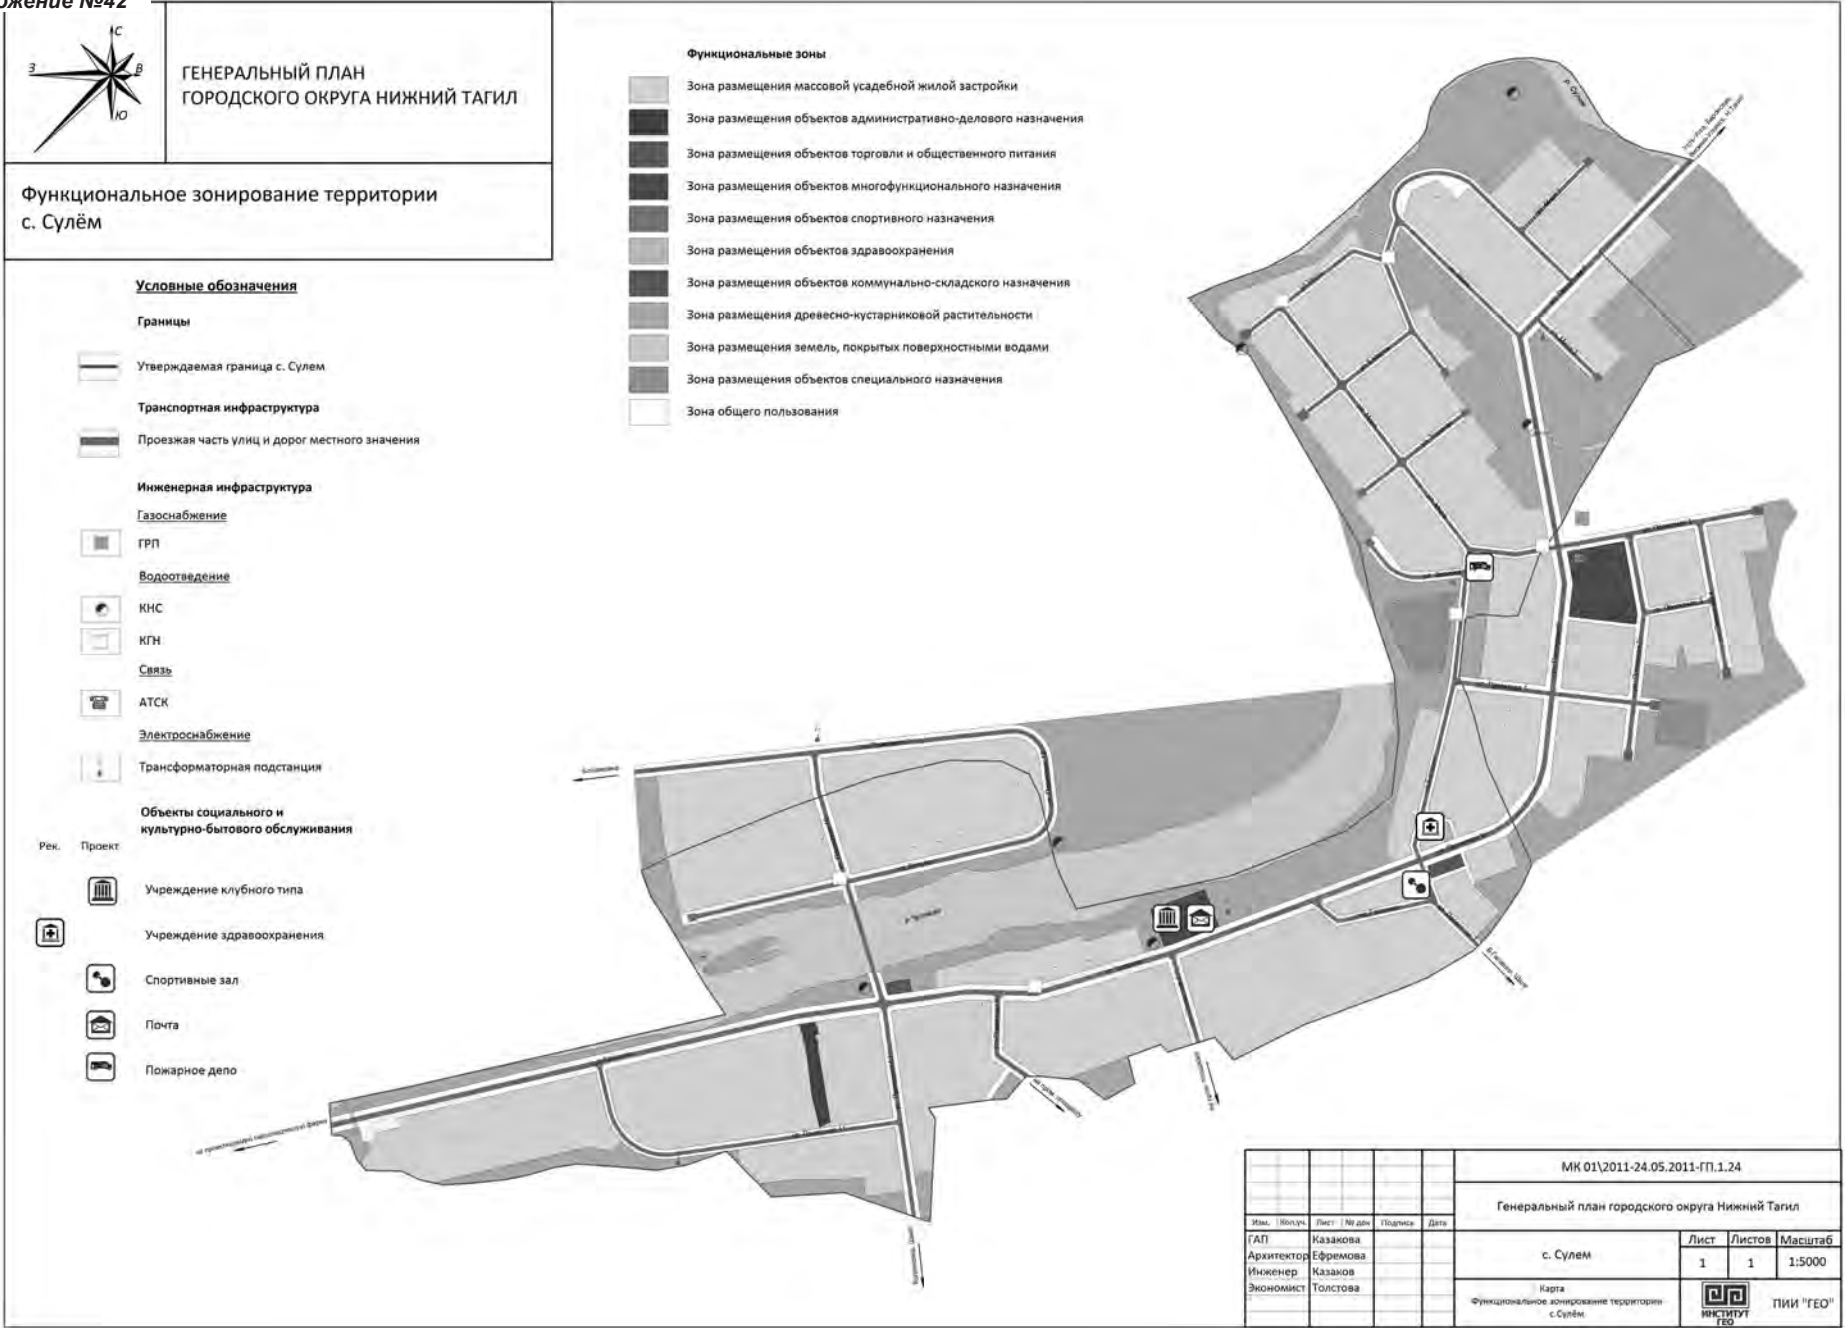 ожение №42
С
З
В
Ю
ГЕНЕРАЛЬНЫЙ ПЛАН
ГОРОДСКОГО ОКРУГА НИЖНИЙ ТАГИЛ
Функциональное зонирование территории
с. Сулём
Условные обозначения
Границы
Утверждаемая граница с. Сулем
Транспортная инфраструктура
Проезжая часть улиц и дорог местного значения
Инженерная инфраструктура
Газоснабжение
ГРП
Водоотведение
КНС
КГН
Связь
АТСК
Электроснабжение
Трансформаторная подстанция
Объекты социального и
культурно-бытового обслуживания
Рек. Проект
Учреждение клубного типа
Учреждение здравоохранения
Спортивные зал
Почта
Пожарное депо
Функциональные зоны
Зона размещения массовой усадебной жилой застройки
Зона размещения объектов административно-делового назначения
Зона размещения объектов торговли и общественного питания
Зона размещения объектов многофункционального назначения
Зона размещения объектов спортивного назначения
Зона размещения объектов здравоохранения
Зона размещения объектов коммунально-складского назначения
Зона размещения древесно-кустарниковой растительности
Зона размещения земель, покрытых поверхностными водами
Зона размещения объектов специального назначения
Зона общего пользования
р. Сулем
МК 01\2011-24.05.2011-ГП.1.24
Генеральный план городского округа Нижний Тагил
Изм. Кол.уч. Лист № док Подпись Дата
ГАП Казакова
Архитектор Ефремова
Инженер Казаков
Экономист Толстова
с. Сулем
Лист Листов Масштаб
1 1 1:5000
Карта
Функциональное зонирование территории
с.Сулём
ИНСТИТУТ
ГЕО
ПИИ "ГЕО"